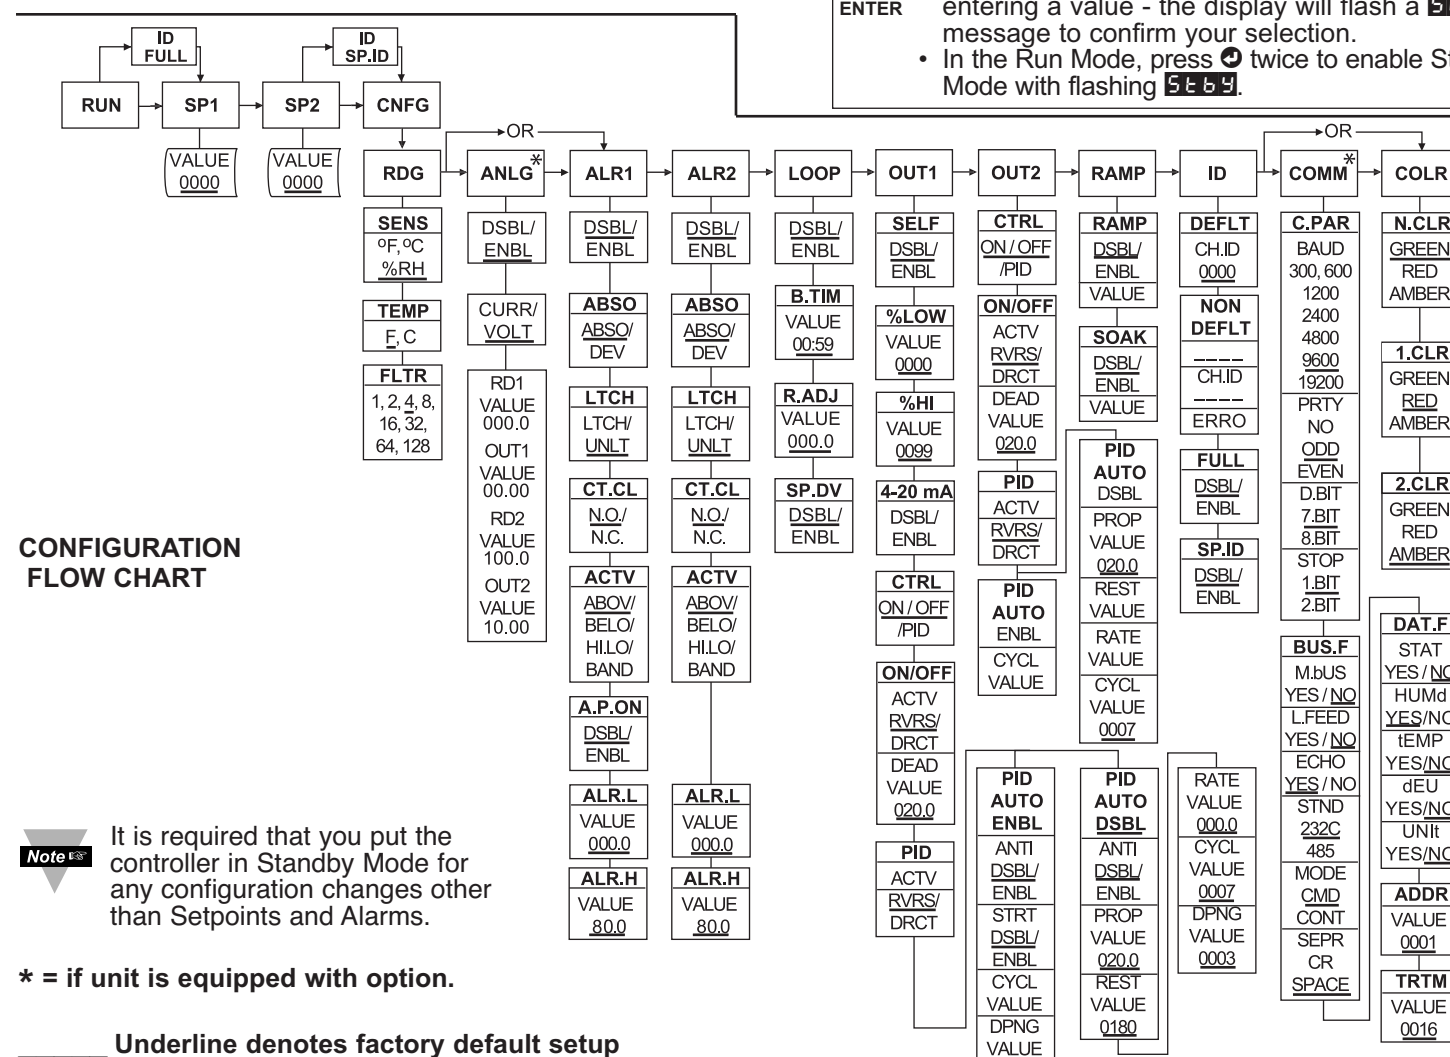 ENTER
entering a value - the display will flash a
message to confirm your selection.
• In the Run Mode, press twice to enable
Mode with flashing Stby.
ID
FULL
ID
SP.ID
RUN
SP1
SP2
CNFG
VALUE
0000
VALUE
0000
OR
OR
RDG
ANLG*
ALR1
ALR2
LOOP
OUT1
OUT2
RAMP
ID
COMM*
COLR
SENS
ºF, ºC
%RH
TEMP
F, C
FLTR
1, 2, 4, 8,
16, 32,
64, 128
DSBL/
ENBL
CURR/
VOLT
RD1
VALUE
000.0
OUT1
VALUE
00.00
RD2
VALUE
100.0
OUT2
VALUE
10.00
DSBL/
ENBL
ABSO
ABSO/
DEV
LTCH
LTCH/
UNLT
CT.CL
N.O./
N.C.
ACTV
ABOV/
BELO/
HI.LO/
BAND
A.P.ON
DSBL/
ENBL
ALR.L
VALUE
000.0
ALR.H
VALUE
80.0
DSBL/
ENBL
ABSO
ABSO/
DEV
LTCH
LTCH/
UNLT
CT.CL
N.O./
N.C.
ACTV
ABOV/
BELO/
HI.LO/
BAND
ALR.L
VALUE
000.0
ALR.H
VALUE
80.0
DSBL/
ENBL
B.TIM
VALUE
00:59
R.ADJ
VALUE
000.0
SP.DV
DSBL/
ENBL
SELF
DSBL/
ENBL
%LOW
VALUE
0000
%HI
VALUE
0099
4-20 mA
DSBL/
ENBL
CTRL
ON / OFF
/PID
ON/OFF
ACTV
RVRS/
DRCT
DEAD
VALUE
020.0
PID
ACTV
RVRS/
DRCT
CTRL
ON / OFF
/PID
ON/OFF
ACTV
RVRS/
DRCT
DEAD
VALUE
020.0
PID
ACTV
RVRS/
DRCT
PID
AUTO
ENBL
CYCL
VALUE
PID
AUTO
ENBL
ANTI
DSBL/
ENBL
STRT
DSBL/
ENBL
CYCL
VALUE
DPNG
VALUE
RAMP
DSBL/
ENBL
VALUE
SOAK
DSBL/
ENBL
VALUE
PID
AUTO
DSBL
PROP
VALUE
020.0
REST
VALUE
RATE
VALUE
CYCL
VALUE
0007
PID
AUTO
DSBL
ANTI
DSBL/
ENBL
PROP
VALUE
020.0
REST
VALUE
0180
DEFLT
CH.ID
0000
NON
DEFLT
_ _ _ _
CH.ID
_ _ _ _
ERRO
FULL
DSBL/
ENBL
SP.ID
DSBL/
ENBL
RATE
VALUE
000.0
CYCL
VALUE
0007
DPNG
VALUE
0003
C.PAR
BAUD
300, 600
1200
2400
4800
9600
19200
PRTY
NO
ODD
EVEN
D.BIT
7.BIT
8.BIT
STOP
1.BIT
2.BIT
BUS.F
M.bUS
YES / NO
L.FEED
YES / NO
ECHO
YES / NO
STND
232C
485
MODE
CMD
CONT
SEPR
CR
SPACE
N.CLR
GREEN
RED
AMBER
1.CLR
GREEN
RED
AMBER
2.CLR
GREEN
RED
AMBER
DAT.F
STAT
YES / NO
HUMd
YES/NO
tEMP
YES/NO
dEU
YES/NO
UNIt
YES/NO
ADDR
VALUE
0001
TRTM
VALUE
0016
CONFIGURATION
FLOW CHART
Note
It is required that you put the
controller in Standby Mode for
any configuration changes other
than Setpoints and Alarms.
* = if unit is equipped with option.
Underline denotes factory default setup